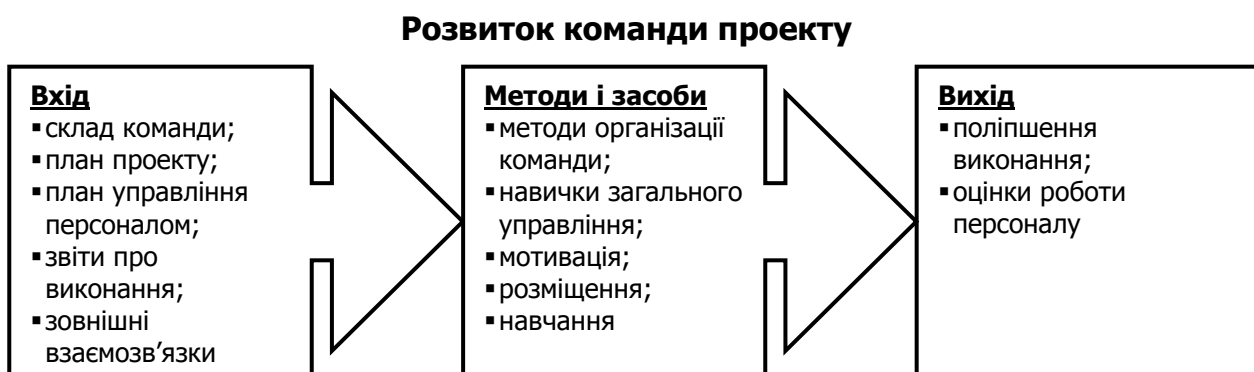 Розвиток команди проекту
Вхід
▪склад команди;
▪план проекту;
▪план управління
персоналом;
▪звіти про
виконання;
▪зовнішні
взаємозв’язки
Методи і засоби
▪методи організації
команди;
▪навички загального
управління;
▪мотивація;
▪розміщення;
▪навчання
Вихід
▪поліпшення
виконання;
▪оцінки роботи
персоналу